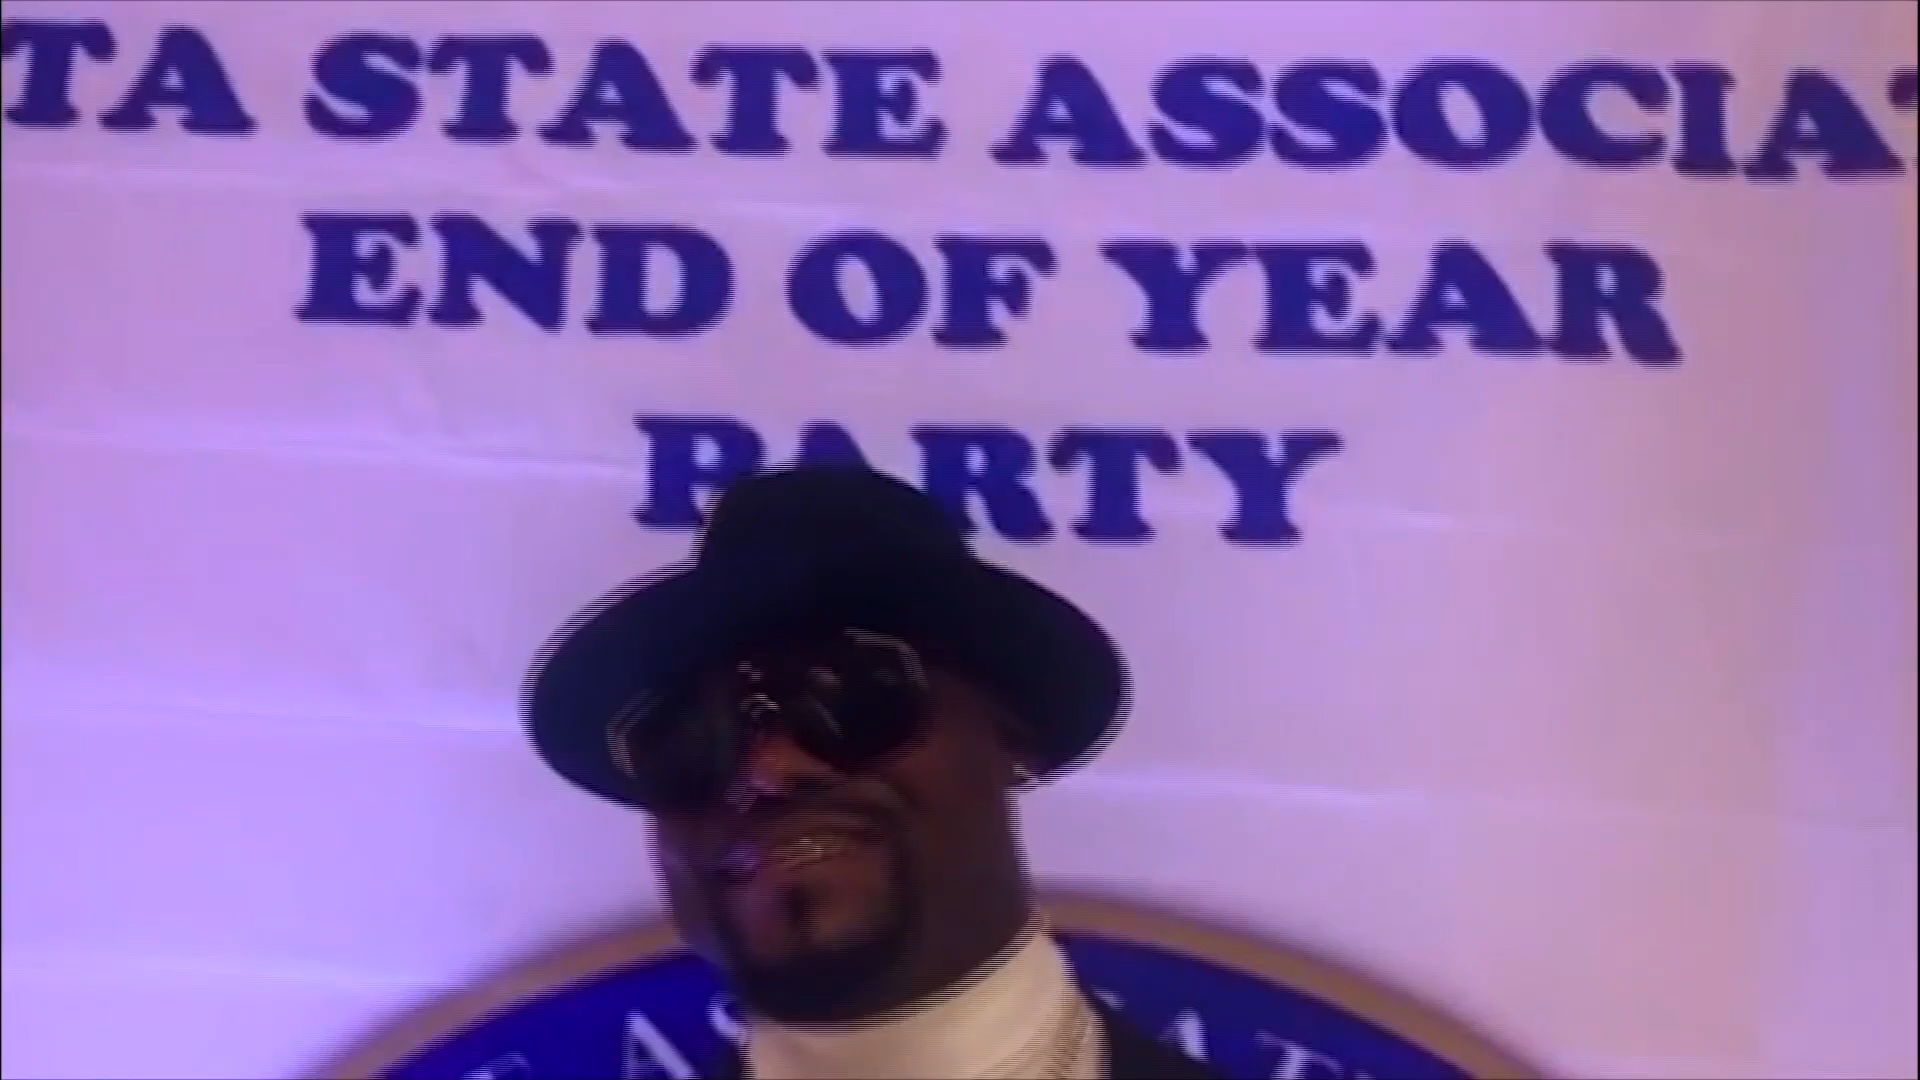 TA STATE ASSOCIAT
END OF YEAR
PARTY